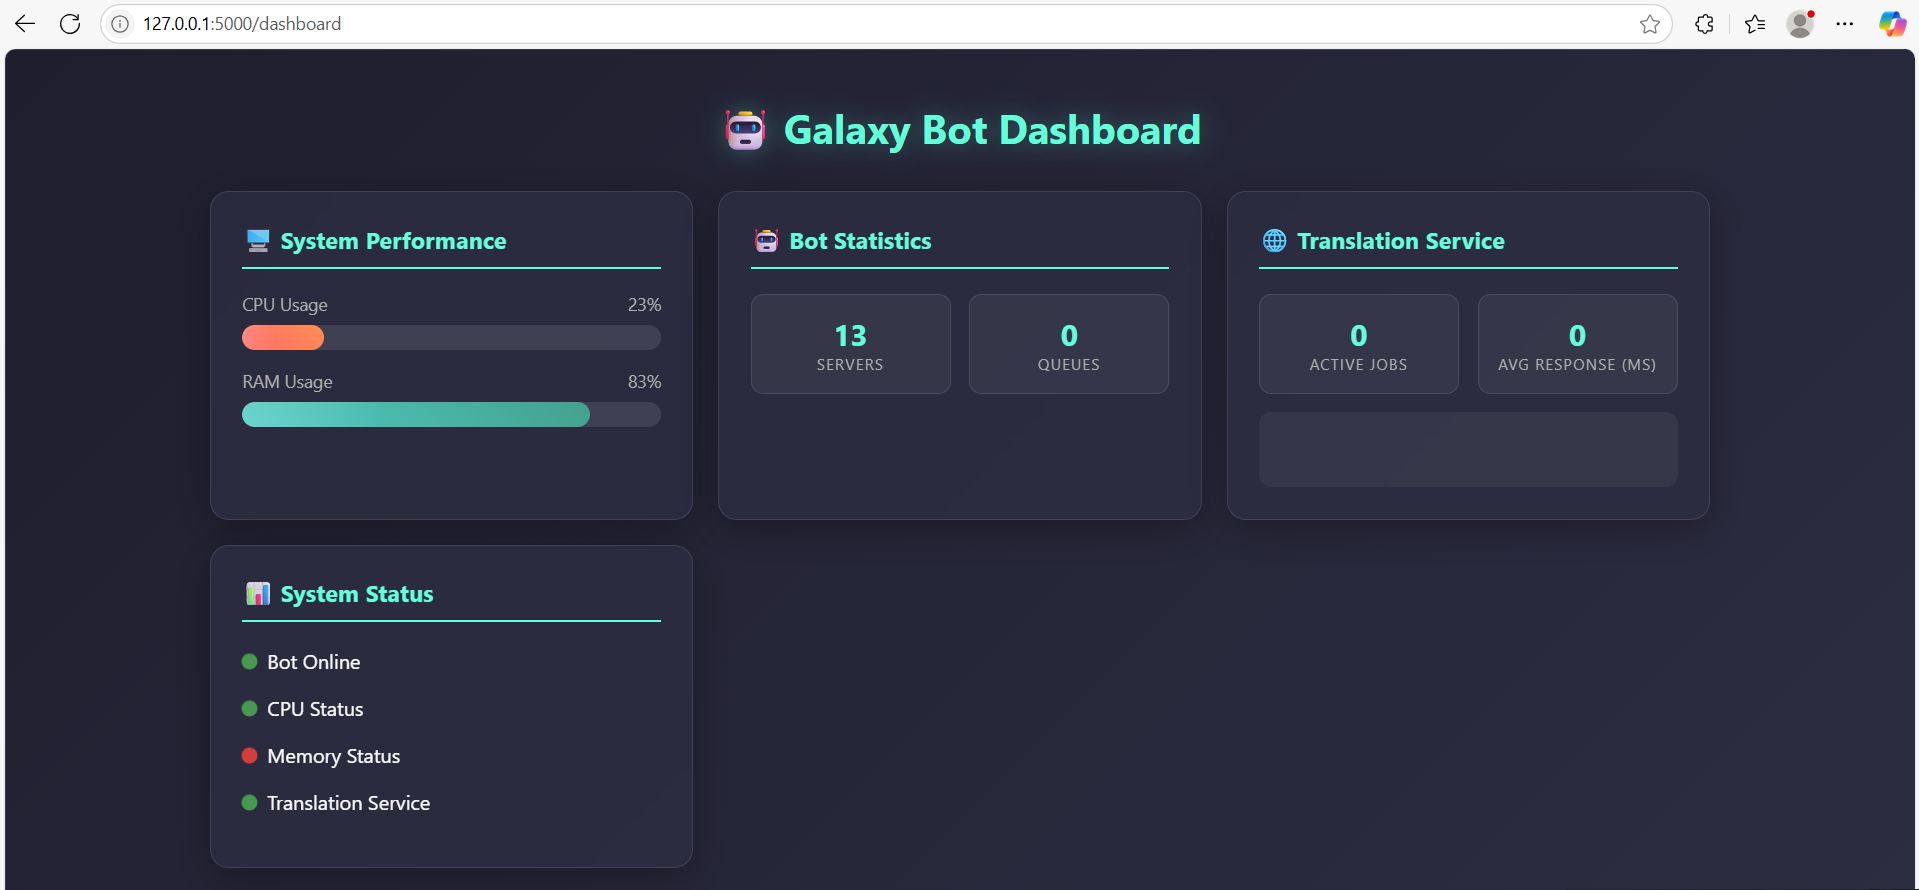 127.0.0.1:5000/dashboard
Galaxy Bot Dashboard
System Performance
CPU Usage 23%
RAM Usage 83%
Bot Statistics
13
SERVERS
0
QUEUES
Translation Service
0
ACTIVE JOBS
0
AVG RESPONSE (MS)
System Status
Bot Online
CPU Status
Memory Status
Translation Service